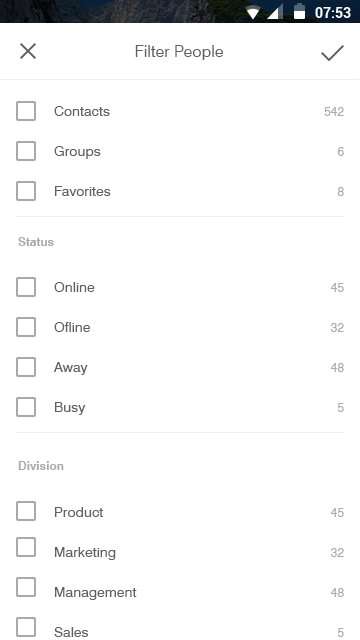 07:53
Filter People
Contacts 542
Groups 6
Favorites 8
Status
Online 45
Ofline 32
Away 48
Busy 5
Division
Product 45
Marketing 32
Management 48
Sales 5